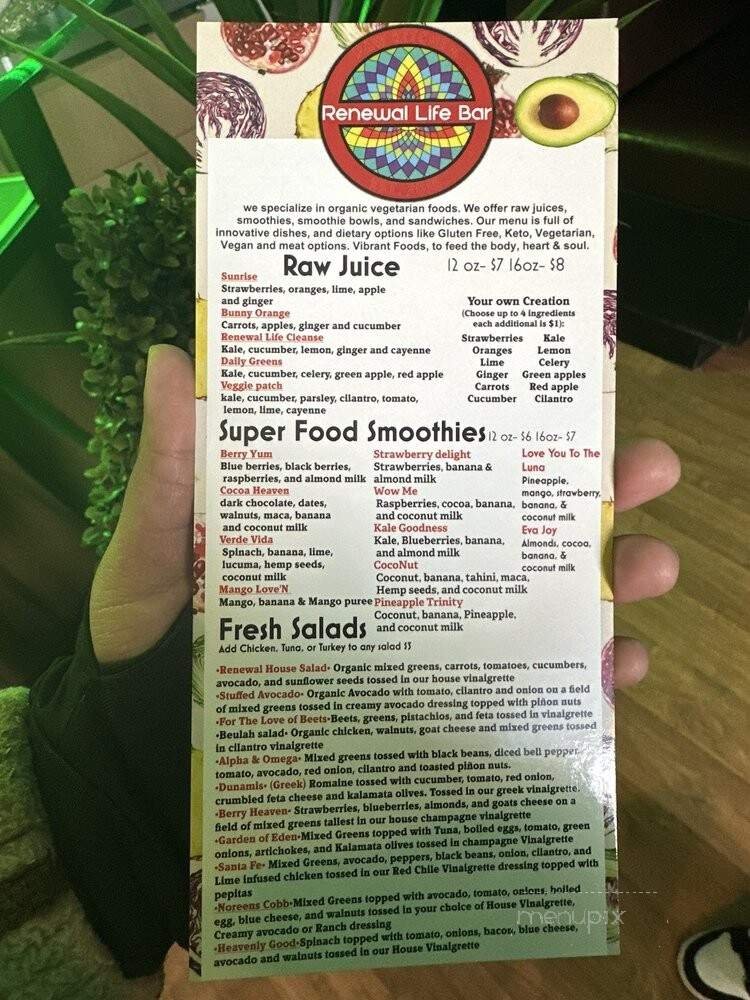 Renewal Life Bar
we specialize in organic vegetarian foods. We offer raw juices,
smoothies, smoothie bowls, and sandwiches. Our menu is full of
innovative dishes, and dietary options like Gluten Free, Keto, Vegetarian,
Vegan and meat options. Vibrant Foods, to feed the body, heart & soul.
Raw Juice 12 oz- $7 16oz- $8
Sunrise
Strawberries, oranges, lime, apple
and ginger
Bunny Orange
Carrots, apples, ginger and cucumber
Renewal Life Cleanse
Kale, cucumber, lemon, ginger and cayenne
Daily Greens
Kale, cucumber, celery, green apple, red apple
Veggie patch
kale, cucumber, parsley, cilantro, tomato,
lemon, lime, cayenne
Your own Creation
(Choose up to 4 ingredients
each additional is $1):
Strawberries Kale
Oranges Lemon
Lime Celery
Ginger Green apples
Carrots Red apple
Cucumber Cilantro
Super Food Smoothies 12 oz- $6 16oz- $7
Berry Yum
Blue berries, black berries,
raspberries, and almond milk
Cocoa Heaven
dark chocolate, dates,
walnuts, maca, banana
and coconut milk
Verde Vida
Spinach, banana, lime,
lucuma, hemp seeds,
coconut milk
Mango Love'N
Mango, banana & Mango puree
Strawberry delight
Strawberries, banana &
almond milk
Wow Me
Raspberries, cocoa, banana,
and coconut milk
Kale Goodness
Kale, Blueberries, banana,
and almond milk
CocoNut
Coconut, banana, tahini, maca,
Hemp seeds, and coconut milk
Pineapple Trinity
Coconut, banana, Pineapple,
and coconut milk
Love You To The
Luna
Pineapple,
mango, strawberry,
banana, &
coconut milk
Eva Joy
Almonds, cocoa,
banana, &
coconut milk
Fresh Salads
Add Chicken, Tuna, or Turkey to any salad $3
•Renewal House Salad• Organic mixed greens, carrots, tomatoes, cucumbers,
avocado, and sunflower seeds tossed in our house vinaigrette
•Stuffed Avocado• Organic Avocado with tomato, cilantro and onion on a field
of mixed greens tossed in creamy avocado dressing topped with piñon nuts
•For The Love of Beets•Beets, greens, pistachios, and feta tossed in vinaigrette
•Beulah salad• Organic chicken, walnuts, goat cheese and mixed greens tossed
in cilantro vinaigrette
•Alpha & Omega• Mixed greens tossed with black beans, diced bell pepper,
tomato, avocado, red onion, cilantro and toasted piñon nuts.
•Dunamis• (Greek) Romaine tossed with cucumber, tomato, red onion,
crumbled feta cheese and kalamata olives. Tossed in our greek vinaigrette.
•Berry Heaven• Strawberries, blueberries, almonds, and goats cheese on a
field of mixed greens tallest in our house champagne vinaigrette
•Garden of Eden•Mixed Greens topped with Tuna, boiled eggs, tomato, green
onions, artichokes, and Kalamata olives tossed in champagne Vinaigrette
•Santa Fe• Mixed Greens, avocado, peppers, black beans, onion, cilantro, and
Lime infused chicken tossed in our Red Chile Vinaigrette dressing topped with
pepitas
•Noreens Cobb•Mixed Greens topped with avocado, tomato, onions, boiled
egg, blue cheese, and walnuts tossed in your choice of House Vinaigrette,
Creamy avocado or Ranch dressing
•Heavenly Good•Spinach topped with tomato, onions, bacon, blue cheese,
avocado and walnuts tossed in our House Vinaigrette
menupix